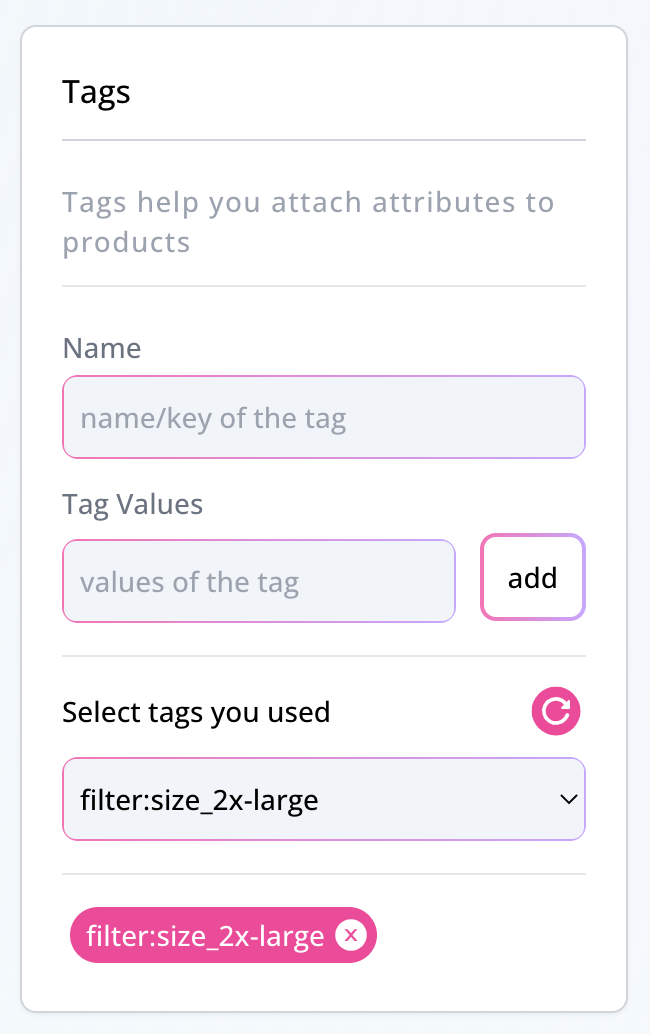 Tags
Tags help you attach attributes to
products
Name
name/key of the tag
Tag Values
values of the tag
add
Select tags you used
filter:size_2x-large
filter:size_2x-large